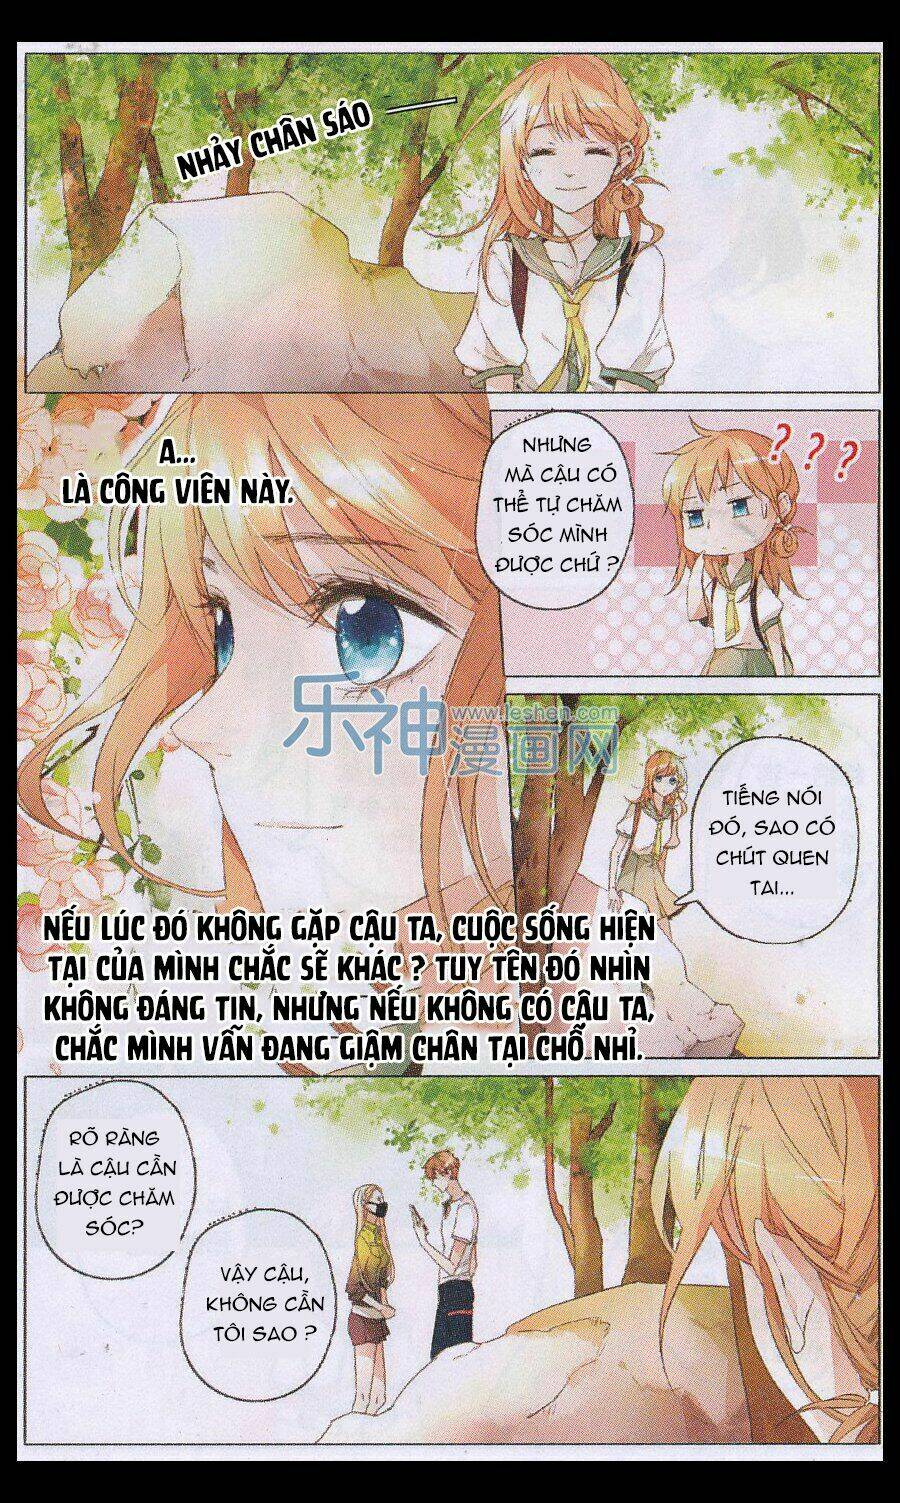 NHẢY CHÂN SÁO
A...
LÀ CÔNG VIÊN NÀY.
NHƯNG
MÀ CẬU CÓ
THỂ TỰ CHĂM
SÓC MÌNH
ĐƯỢC CHỨ ?
? ? ?
乐神漫画网
www.leshen.com
TIẾNG NÓI
ĐÓ, SAO CÓ
CHÚT QUEN
TAI...
NẾU LÚC ĐÓ KHÔNG GẶP CẬU TA, CUỘC SỐNG HIỆN
TẠI CỦA MÌNH CHẮC SẼ KHÁC ? TUY TÊN ĐÓ NHÌN
KHÔNG ĐÁNG TIN, NHƯNG NẾU KHÔNG CÓ CẬU TA,
CHẮC MÌNH VẪN ĐANG GIẬM CHÂN TẠI CHỖ NHỈ.
RÕ RÀNG
LÀ CẬU CẦN
ĐƯỢC CHĂM
SÓC?
VẬY CẬU,
KHÔNG CẦN
TÔI SAO ?